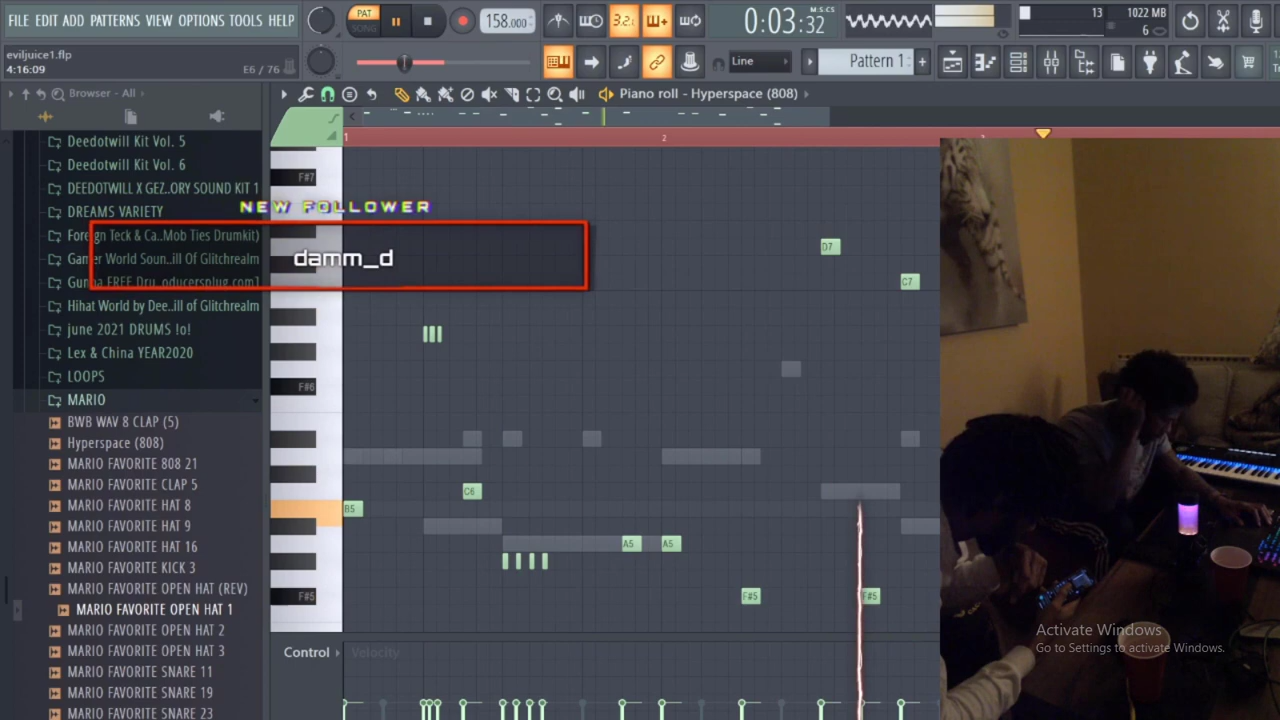 FILE EDIT ADD PATTERNS VIEW OPTIONS TOOLS HELP
PAT
SONG
158.000
3.2.
0:03:32
M:S:CS
13
1022 MB
6
eviljuice1.flp
4:16:09
E6 / 76
Line
Pattern 1
Browser - All
Piano roll - Hyperspace (808)
Deedotwill Kit Vol. 5
Deedotwill Kit Vol. 6
DEEDOTWILL X GEZ..ORY SOUND KIT 1
DREAMS VARIETY
Foreign Teck & Ca..Mob Ties Drumkit)
Gamer World Soun..ill Of Glitchrealm
Gunna FREE Dru..oducersplug.com]
Hihat World by Dee..ill of Glitchrealm
june 2021 DRUMS !o!
Lex & China YEAR2020
LOOPS
MARIO
BWB WAV 8 CLAP (5)
Hyperspace (808)
MARIO FAVORITE 808 21
MARIO FAVORITE CLAP 5
MARIO FAVORITE HAT 8
MARIO FAVORITE HAT 9
MARIO FAVORITE HAT 16
MARIO FAVORITE KICK 3
MARIO FAVORITE OPEN HAT (REV)
MARIO FAVORITE OPEN HAT 1
MARIO FAVORITE OPEN HAT 2
MARIO FAVORITE OPEN HAT 3
MARIO FAVORITE SNARE 11
MARIO FAVORITE SNARE 19
MARIO FAVORITE SNARE 23
NEW FOLLOWER
damm_d
1
2
F#7
F#6
F#5
D7
C7
C6
B5
A5
A5
F#5
F#5
Control
Velocity
Activate Windows
Go to Settings to activate Windows.